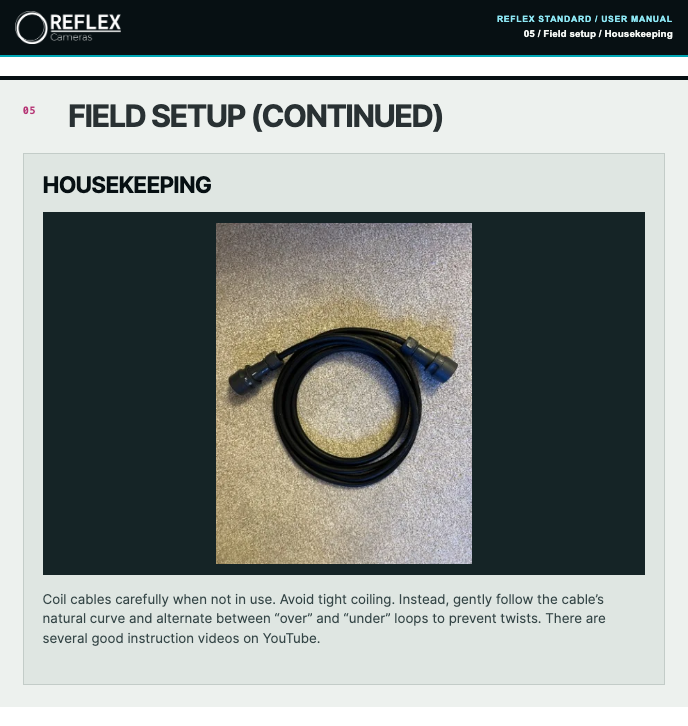 REFLEX
Cameras
REFLEX STANDARD / USER MANUAL
05 / Field setup / Housekeeping
05
FIELD SETUP (CONTINUED)
HOUSEKEEPING
Coil cables carefully when not in use. Avoid tight coiling. Instead, gently follow the cable’s
natural curve and alternate between “over” and “under” loops to prevent twists. There are
several good instruction videos on YouTube.